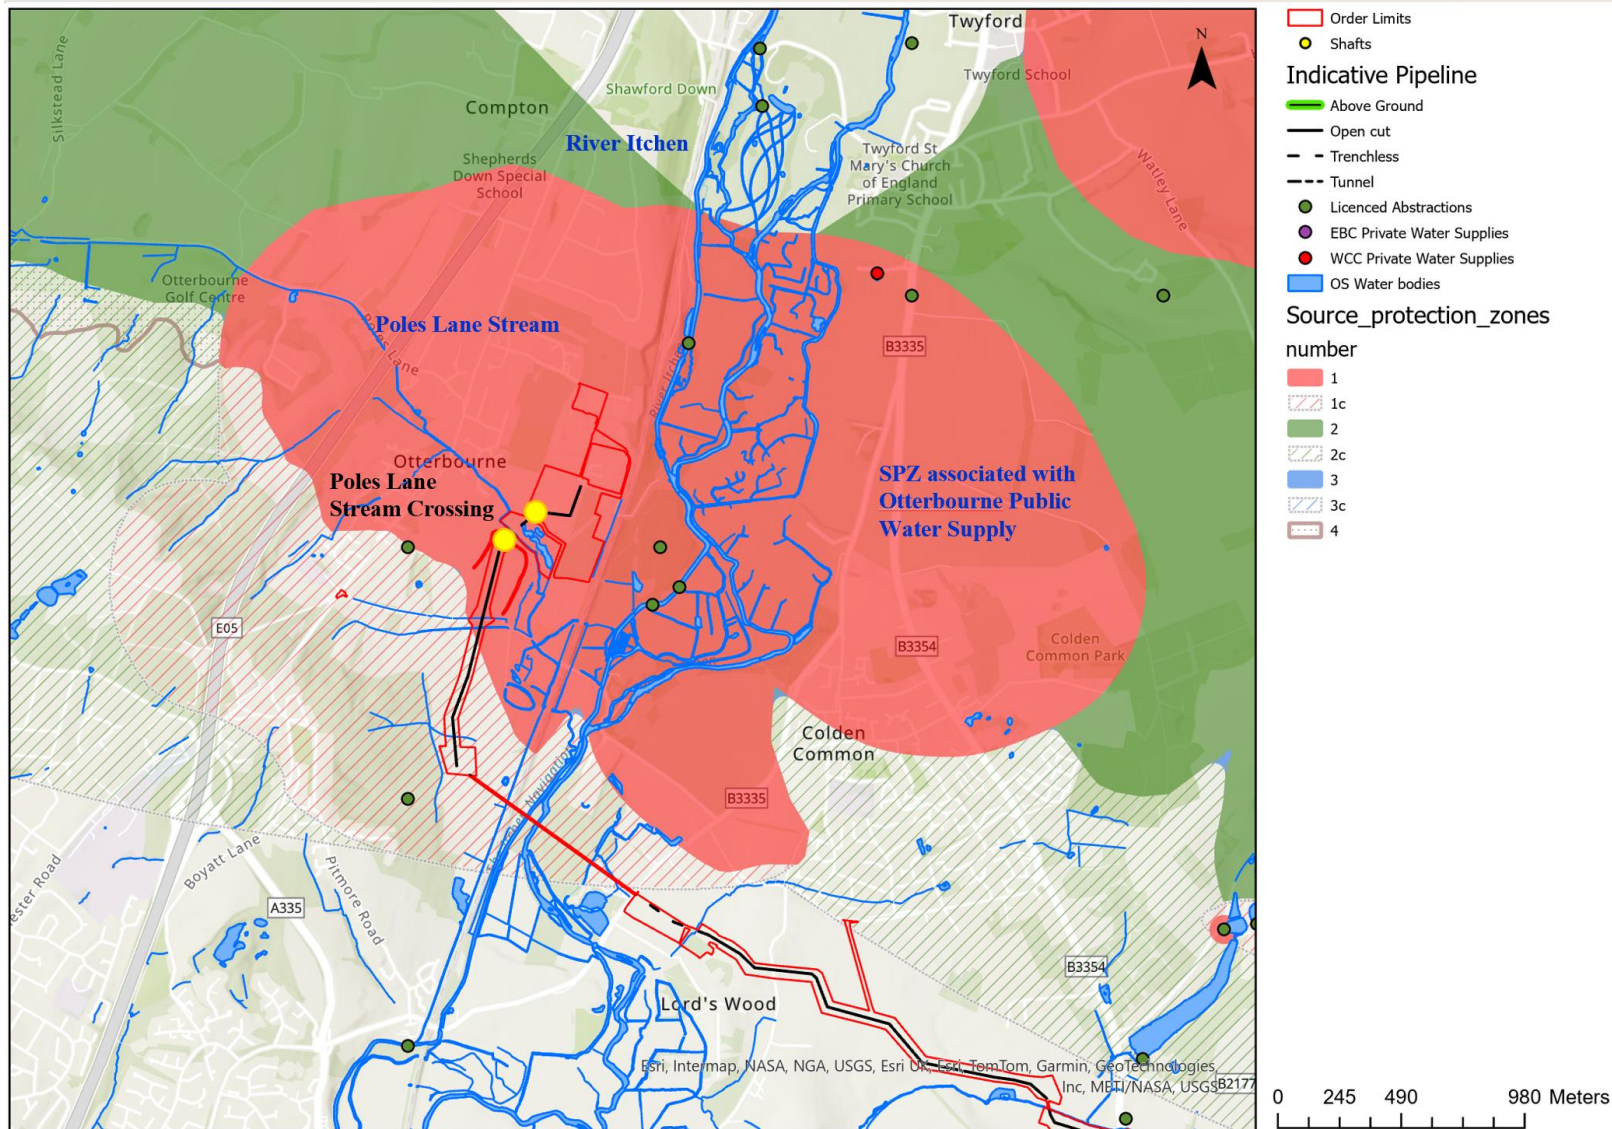 Twyford
Twyford School
Shawford Down
Silkstead Lane
Compton
River Itchen
Shepherds
Down Special
School
Twyford St
Mary's Church
of England
Primary School
Watley Lane
Otterbourne
Golf Centre
Poles Lane Stream
Poles Lane
B3335
River Itchen
Otterbourne
Poles Lane
Stream Crossing
SPZ associated with
Otterbourne Public
Water Supply
E05
B3354
Colden
Common Park
Colden
Common
Navigation
B3335
Boyatt Lane
Pitmore Road
ester Road
A335
B3354
Lord's Wood
Esri, Intermap, NASA, NGA, USGS, Esri UK, Esri, TomTom, Garmin, GeoTechnologies,
Inc, METI/NASA, USGS
B2177
N
Order Limits
Shafts
Indicative Pipeline
Above Ground
Open cut
Trenchless
Tunnel
Licenced Abstractions
EBC Private Water Supplies
WCC Private Water Supplies
OS Water bodies
Source_protection_zones
number
1
1c
2
2c
3
3c
4
0 245 490 980 Meters